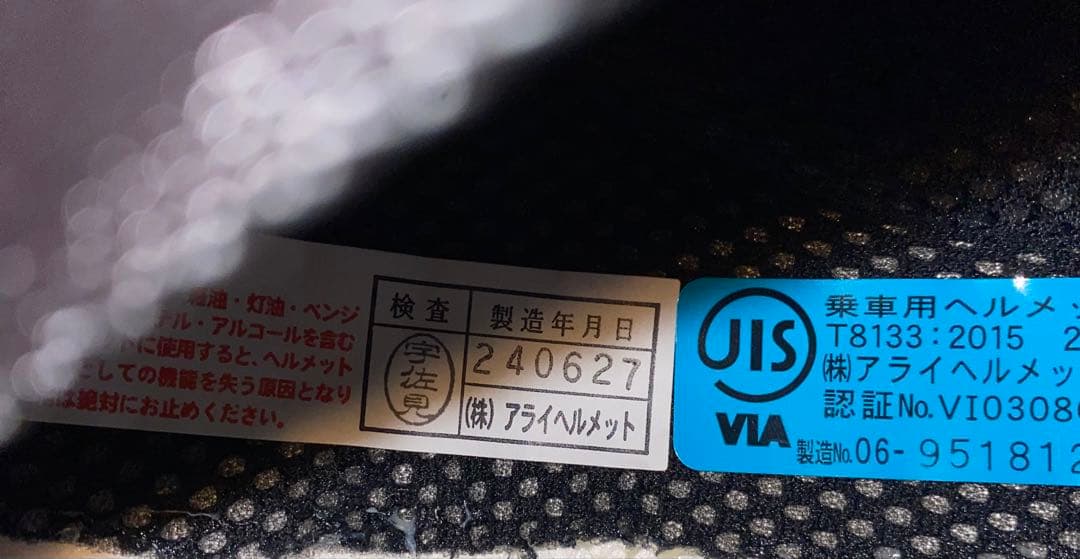 油・灯油・ベンジ
ル・アルコールを含む
に使用すると、ヘルメット
しての機能を失う原因となり
は絶対にお止めください。
検査
宇佐見
製造年月日
240627
(株) アライヘルメット
JIS
VIA
乗車用ヘルメッ
T8133:2015 2
(株)アライヘルメッ
認証No.VI0308
製造No.06-951812